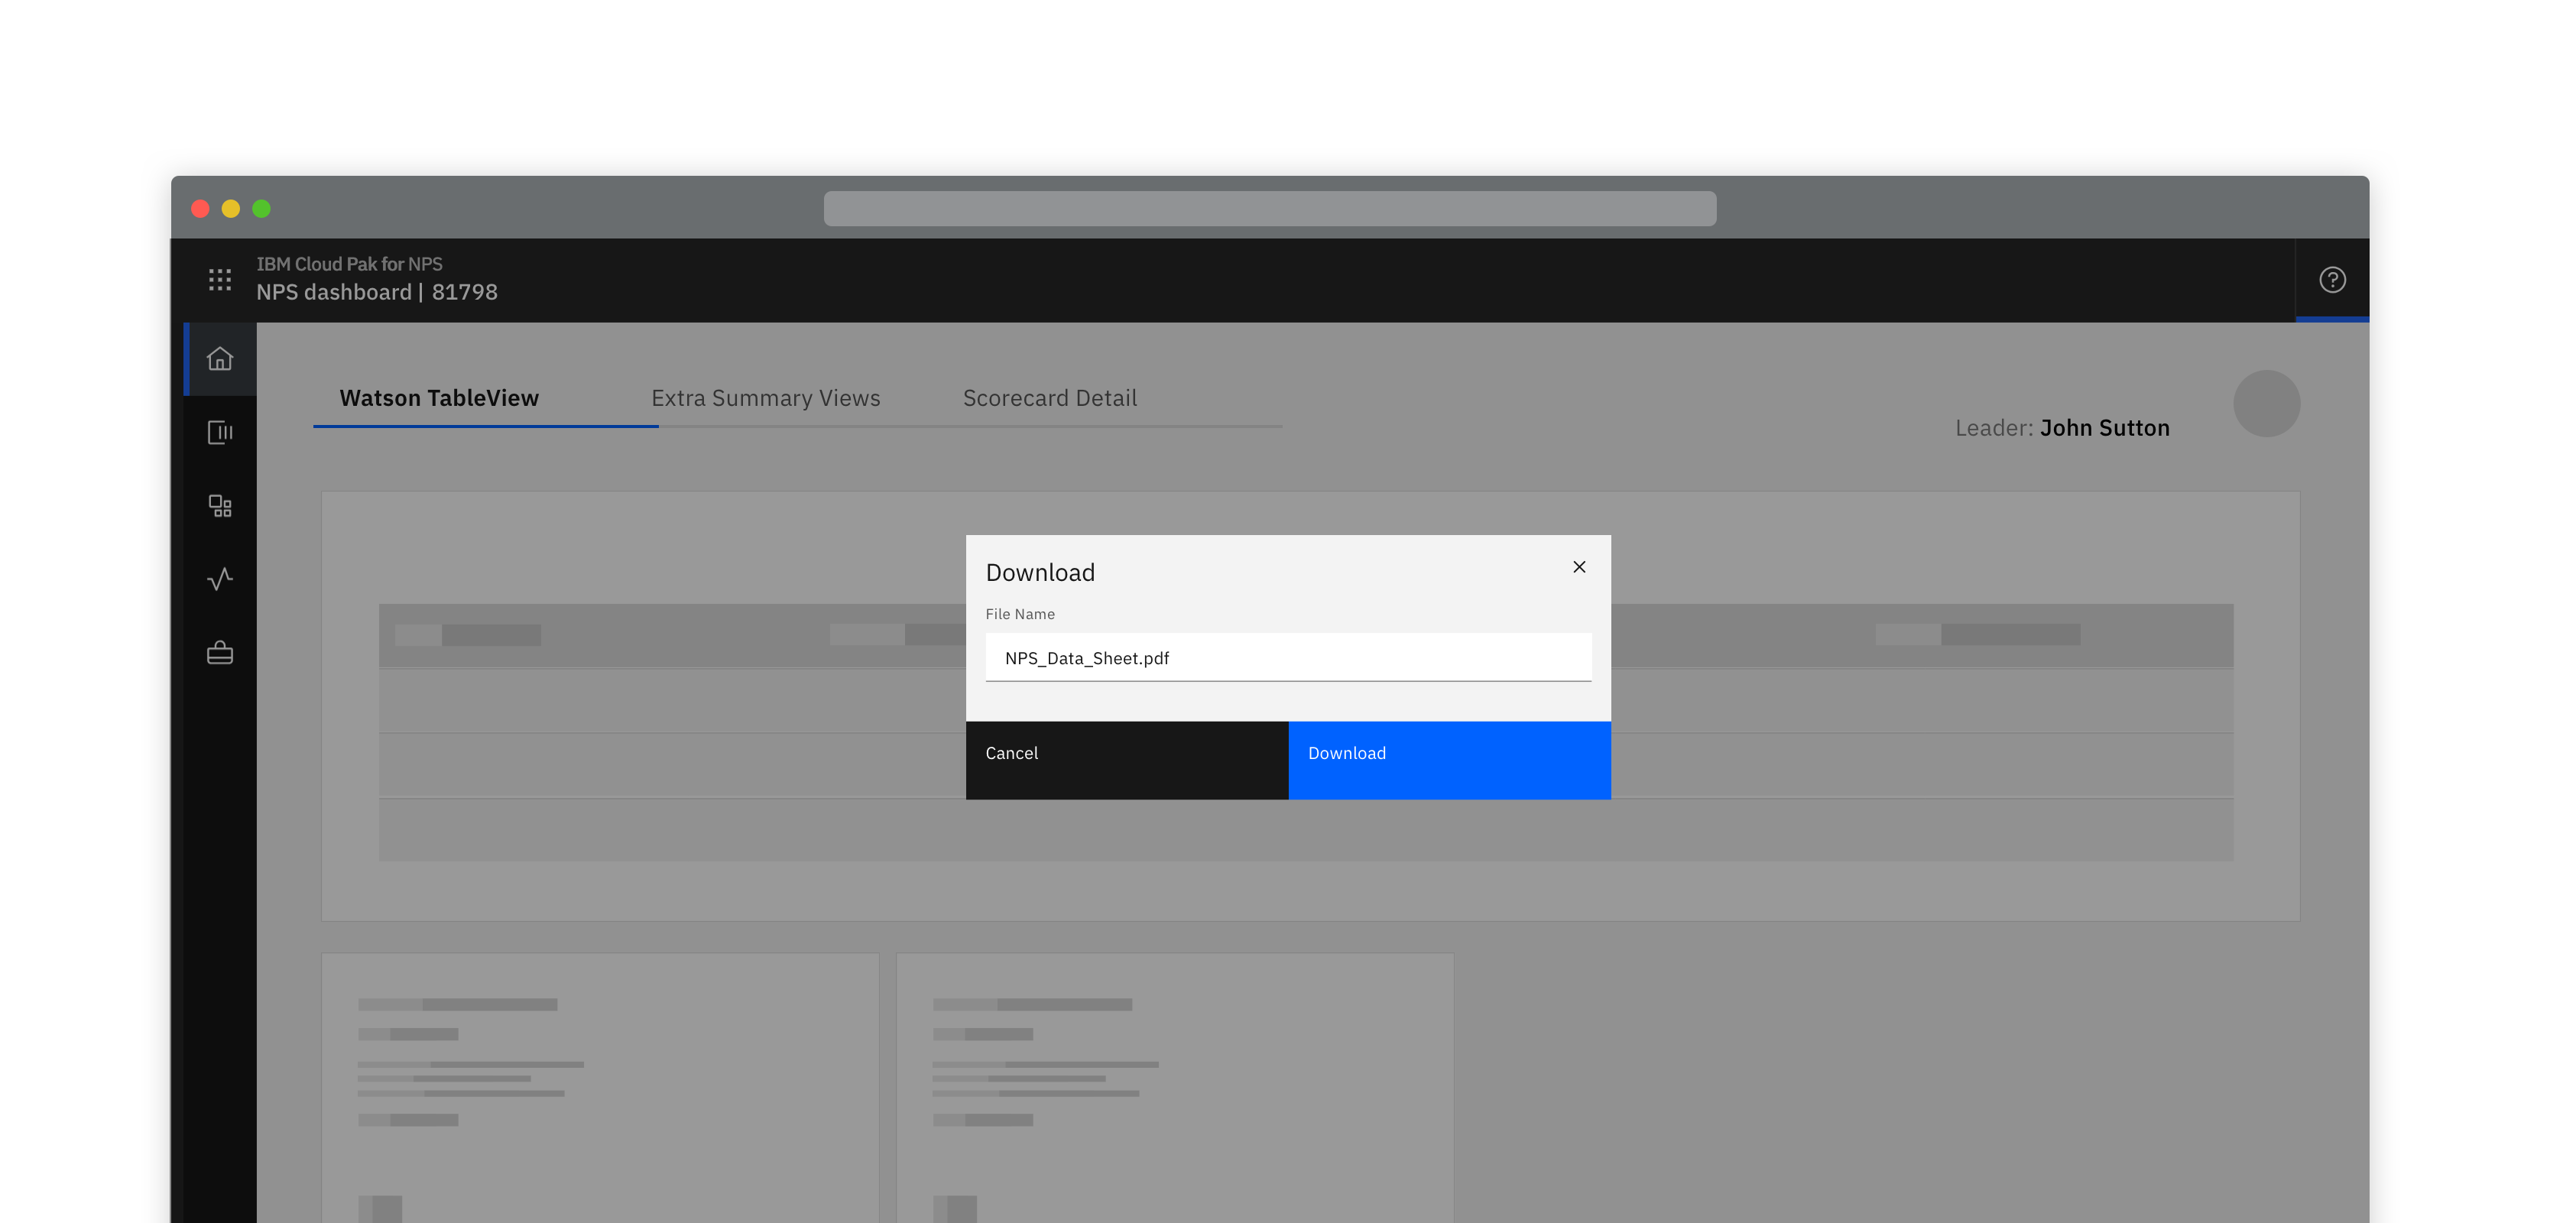 IBM Cloud Pak for NPS
NPS dashboard | 81798
Watson TableView
Extra Summary Views
Scorecard Detail
Leader: John Sutton
Download
File Name
NPS_Data_Sheet.pdf
Cancel
Download